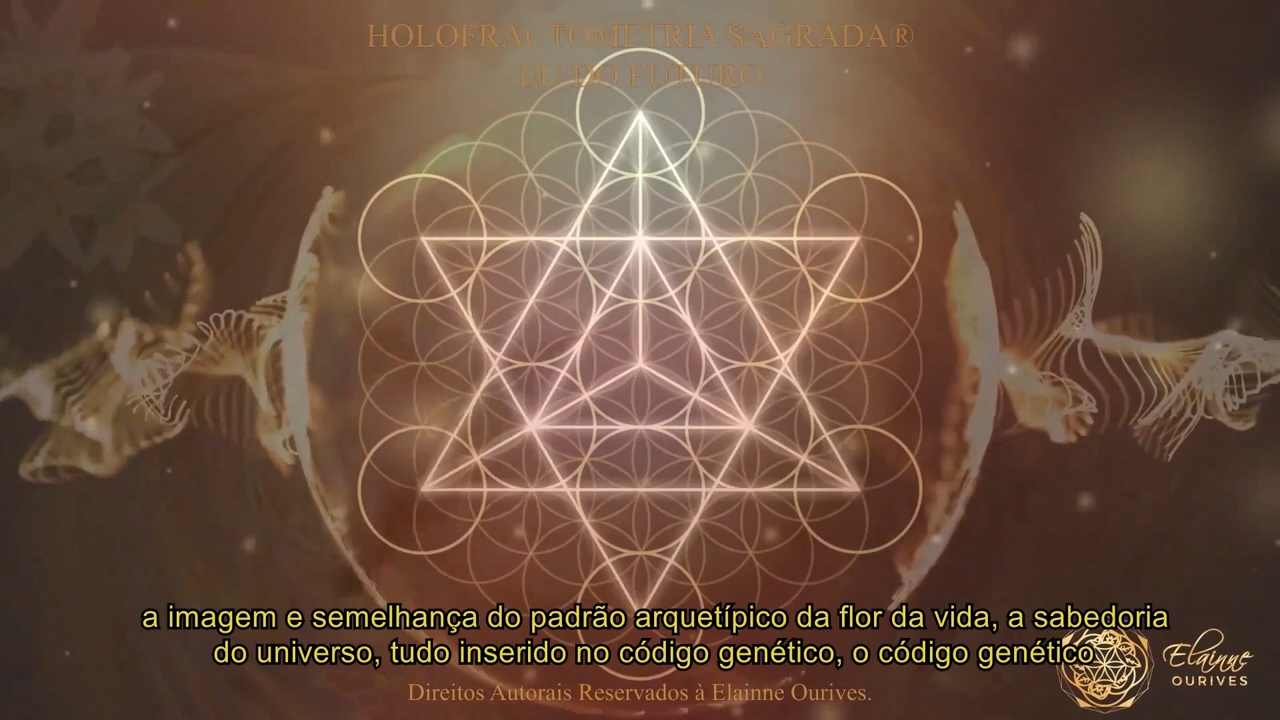 HOLOFRACTOMETRIA SAGRADA®
EU DO FUTURO
a imagem e semelhança do padrão arquetípico da flor da vida, a sabedoria
do universo, tudo inserido no código genético, o código genético
Elainne
OURIVES
Direitos Autorais Reservados à Elainne Ourives.